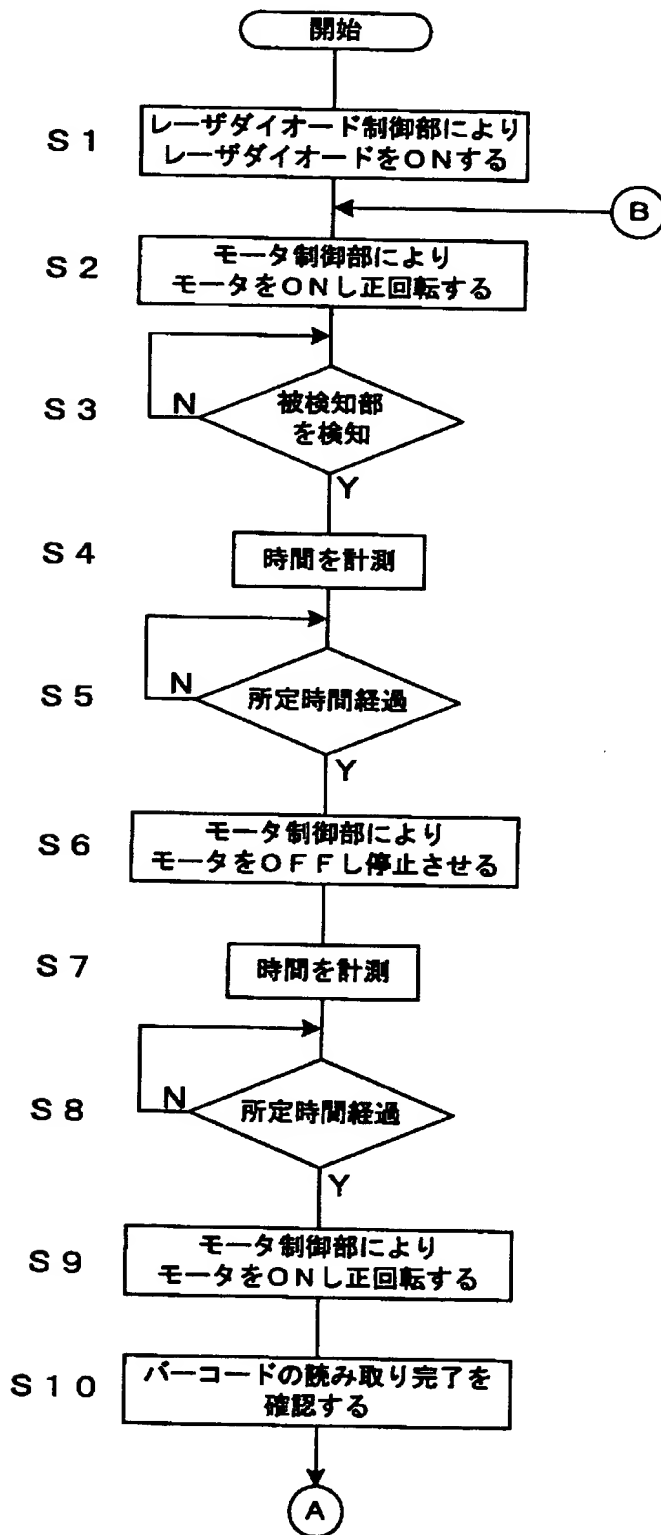 開始
S1
レーザダイオード制御部により
レーザダイオードをONする
B
S2
モータ制御部により
モータをONし正回転する
S3
N
被検知部
を検知
Y
S4
時間を計測
S5
N
所定時間経過
Y
S6
モータ制御部により
モータをOFFし停止させる
S7
時間を計測
S8
N
所定時間経過
Y
S9
モータ制御部により
モータをONし正回転する
S10
バーコードの読み取り完了を
確認する
A